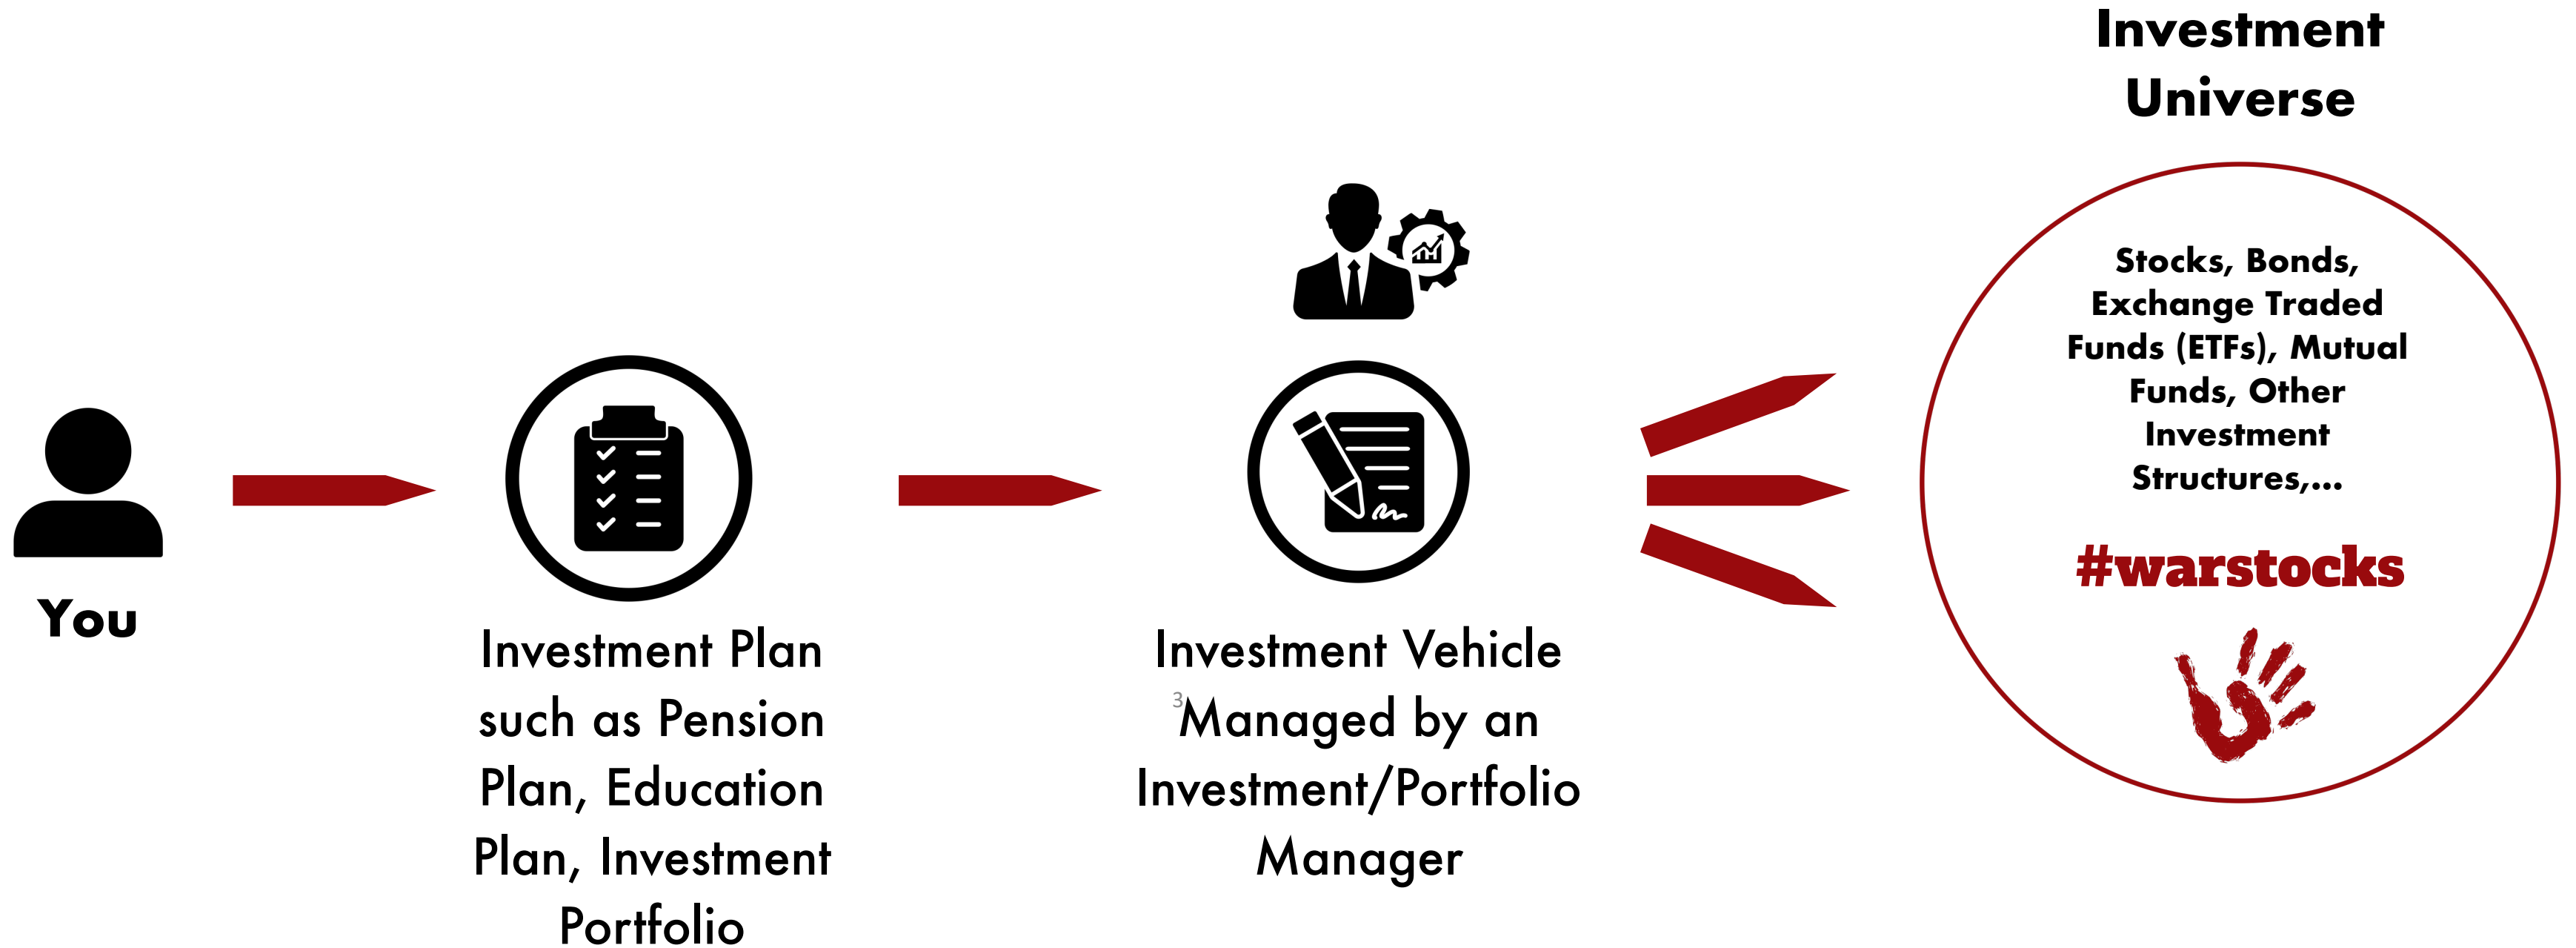 You
Investment Plan
such as Pension
Plan, Education
Plan, Investment
Portfolio
Investment Vehicle
3
Managed by an
Investment/Portfolio
Manager
Investment
Universe
Stocks, Bonds,
Exchange Traded
Funds (ETFs), Mutual
Funds, Other
Investment
Structures,...
#warstocks